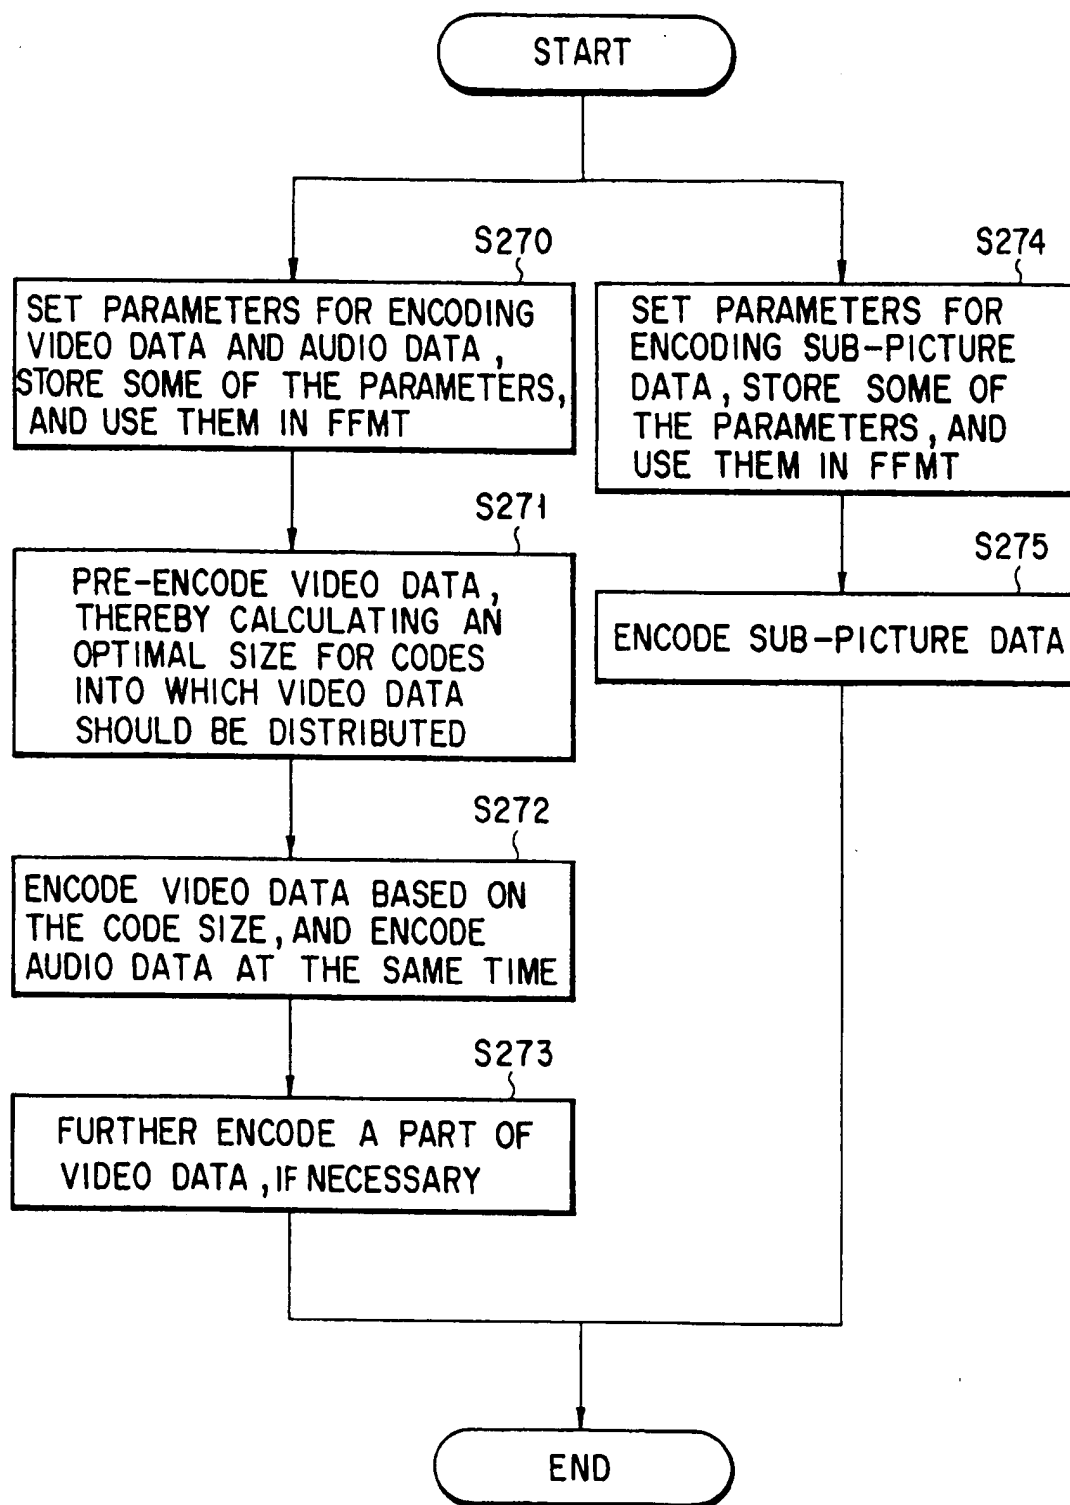 START
S270
SET PARAMETERS FOR ENCODING
VIDEO DATA AND AUDIO DATA,
STORE SOME OF THE PARAMETERS,
AND USE THEM IN FFMT
S271
PRE-ENCODE VIDEO DATA,
THEREBY CALCULATING AN
OPTIMAL SIZE FOR CODES
INTO WHICH VIDEO DATA
SHOULD BE DISTRIBUTED
S272
ENCODE VIDEO DATA BASED ON
THE CODE SIZE, AND ENCODE
AUDIO DATA AT THE SAME TIME
S273
FURTHER ENCODE A PART OF
VIDEO DATA, IF NECESSARY
S274
SET PARAMETERS FOR
ENCODING SUB-PICTURE
DATA, STORE SOME OF
THE PARAMETERS, AND
USE THEM IN FFMT
S275
ENCODE SUB-PICTURE DATA
END